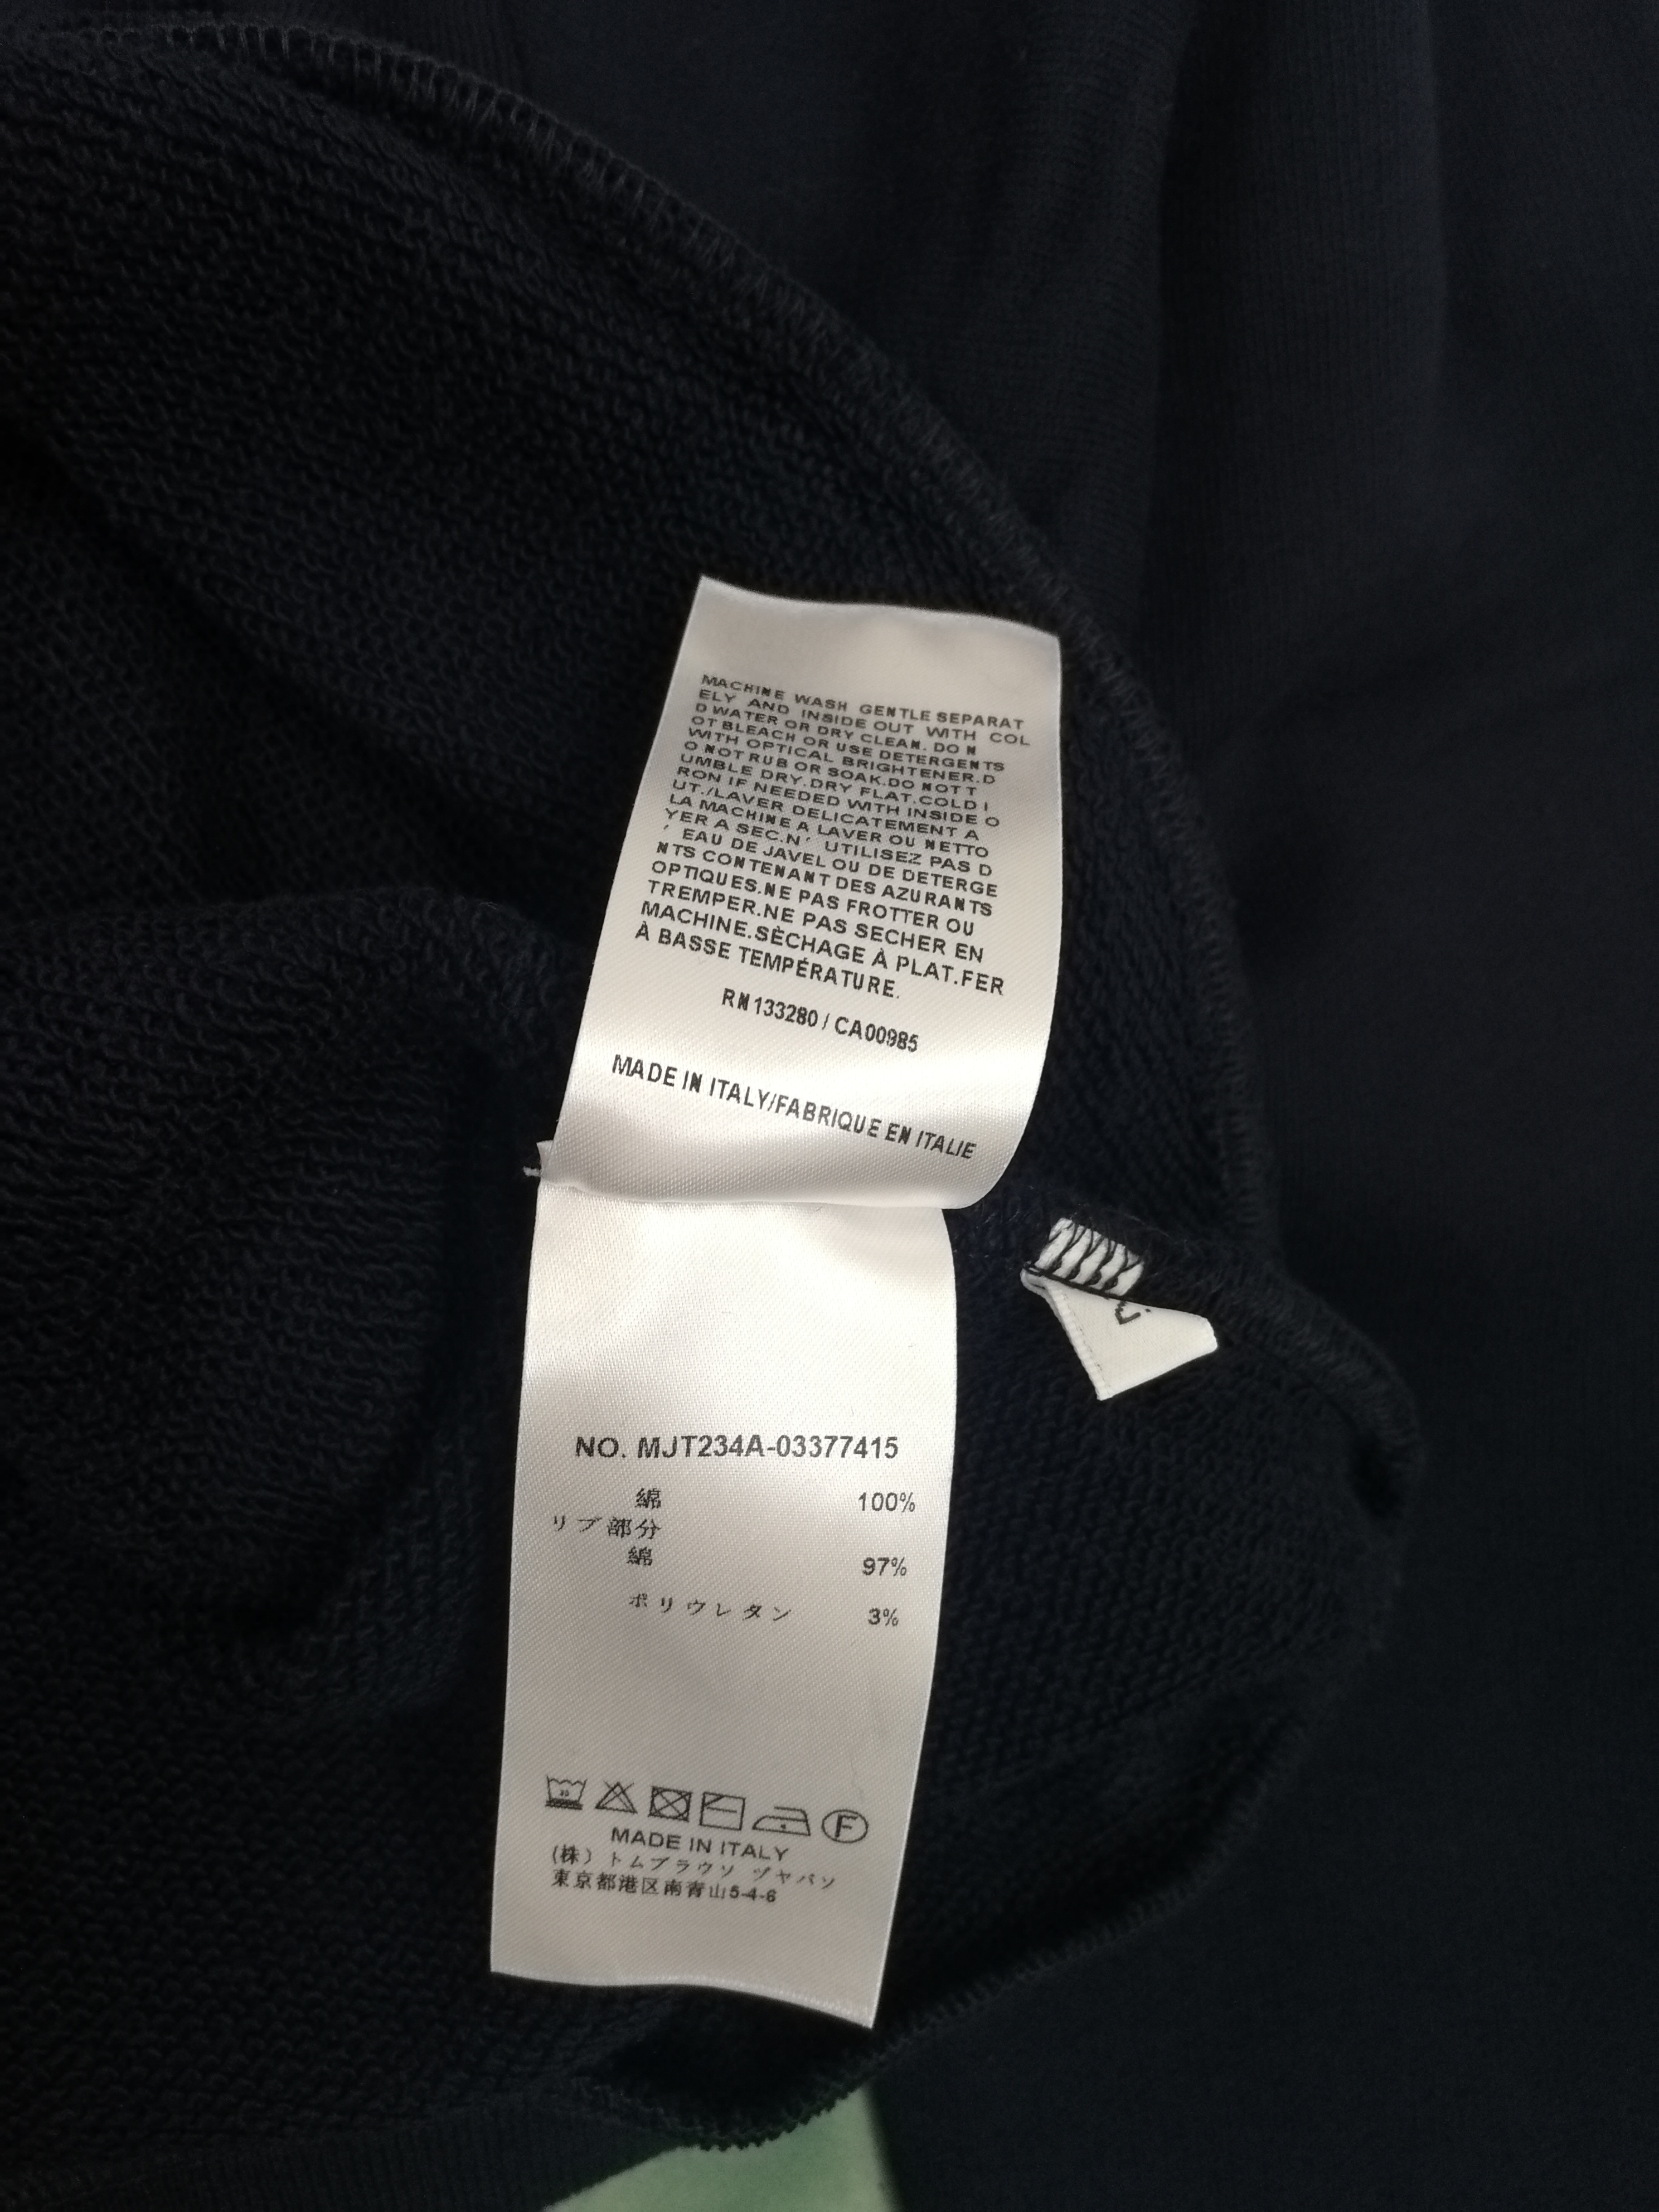 MACHINE WASH GENTLE SEPARAT
ELY AND INSIDE OUT WITH COL
D WATER OR DRY CLEAN. DO N
OT BLEACH OR USE DETERGENTS
WITH OPTICAL BRIGHTENER.D
O NOT RUB OR SOAK.DO NOT T
UMBLE DRY.DRY FLAT.COLD I
RON IF NEEDED WITH INSIDE O
UT./LAVER DELICATEMENT A
LA MACHINE A LAVER OU NETTO
YER A SEC.N' UTILISEZ PAS D
' EAU DE JAVEL OU DE DETERGE
NTS CONTENANT DES AZURANTS
OPTIQUES.NE PAS FROTTER OU
TREMPER.NE PAS SECHER EN
MACHINE.SÈCHAGE À PLAT.FER
À BASSE TEMPÉRATURE.
RN133280 / CA00985
MADE IN ITALY/FABRIQUE EN ITALIE
NO. MJT234A-03377415
綿 100%
リブ部分
綿 97%
ポリウレタン 3%
30
F
MADE IN ITALY
(株)トムブラウソ ヅヤパソ
東京都港区南青山5-4-6